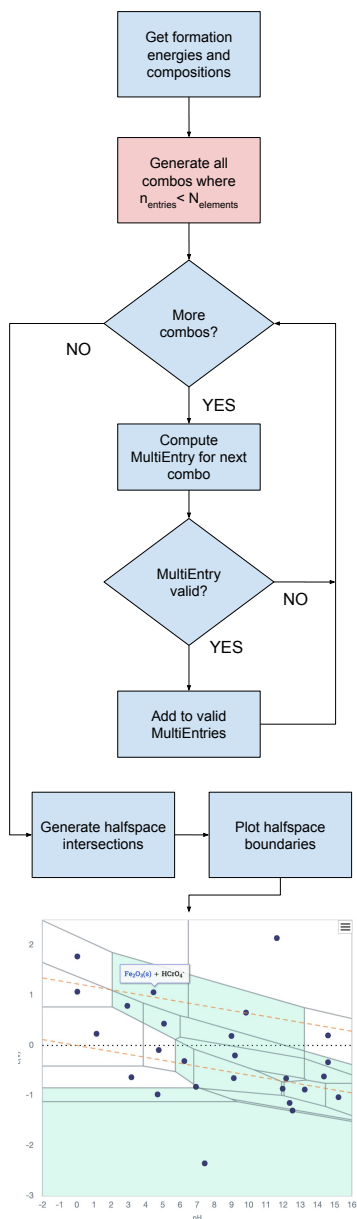 Get formation
energies and
compositions
Generate all
combos where
n_entries< N_elements
More
combos?
NO
YES
Compute
MultiEntry for next
combo
MultiEntry
valid?
NO
YES
Add to valid
MultiEntries
Generate halfspace
intersections
Plot halfspace
boundaries
Fe₂O₃(s) + HCrO₄⁻
2
1
0
-1
-2
-3
-2 -1 0 1 2 3 4 5 6 7 8 9 10 11 12 13 14 15 16
pH